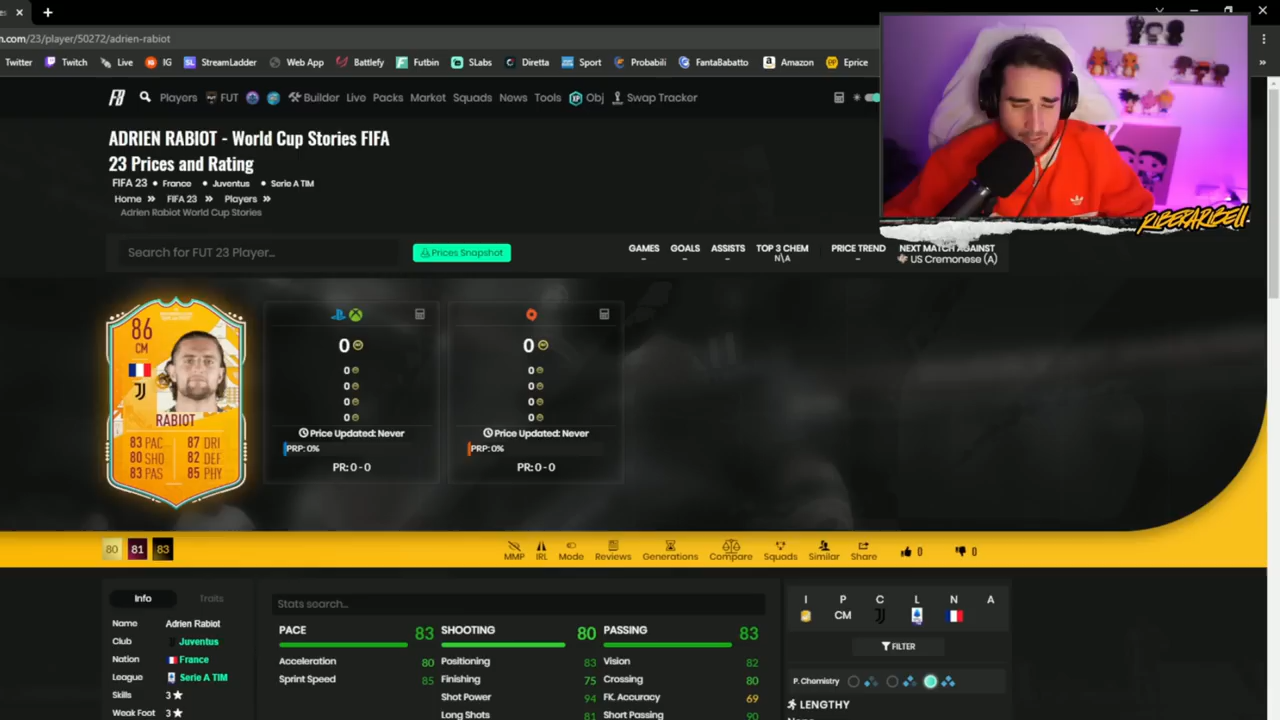 m.com/23/player/50272/adrien-rabiot
Twitter Twitch Live IG StreamLadder Web App Battlefy Futbin SLabs Diretta Sport Probabili FantaBabatto Amazon Eprice
F8 Players FUT Builder Live Packs Market Squads News Tools Obj Swap Tracker
ADRIEN RABIOT - World Cup Stories FIFA
23 Prices and Rating
FIFA 23 • France • Juventus • Serie A TIM
Home » FIFA 23 » Players »
Adrien Rabiot World Cup Stories
RIBERARIBELL
Search for FUT 23 Player...
Prices Snapshot
GAMES GOALS ASSISTS TOP 3 CHEM PRICE TREND NEXT MATCH AGAINST
- - - N\A - US Cremonese (A)
86
CM
RABIOT
83 PAC 87 DRI
80 SHO 82 DEF
83 PAS 85 PHY
0 0
0 0
0 0
0 0
0 0
Price Updated: Never Price Updated: Never
PRP: 0% PRP: 0%
PR: 0 - 0 PR: 0 - 0
80 81 83
MMP IRL Mode Reviews Generations Compare Squads Similar Share 0 0
Info Traits
Name Adrien Rabiot
Club Juventus
Nation France
League Serie A TIM
Skills 3★
Weak Foot 3★
Stats search...
PACE 83
Acceleration 80
Sprint Speed 85
SHOOTING 80
Positioning 83
Finishing 75
Shot Power 94
Long Shots 81
PASSING 83
Vision 82
Crossing 80
FK. Accuracy 69
Short Passing 90
I P C L N A
CM
FILTER
P. Chemistry
LENGTHY